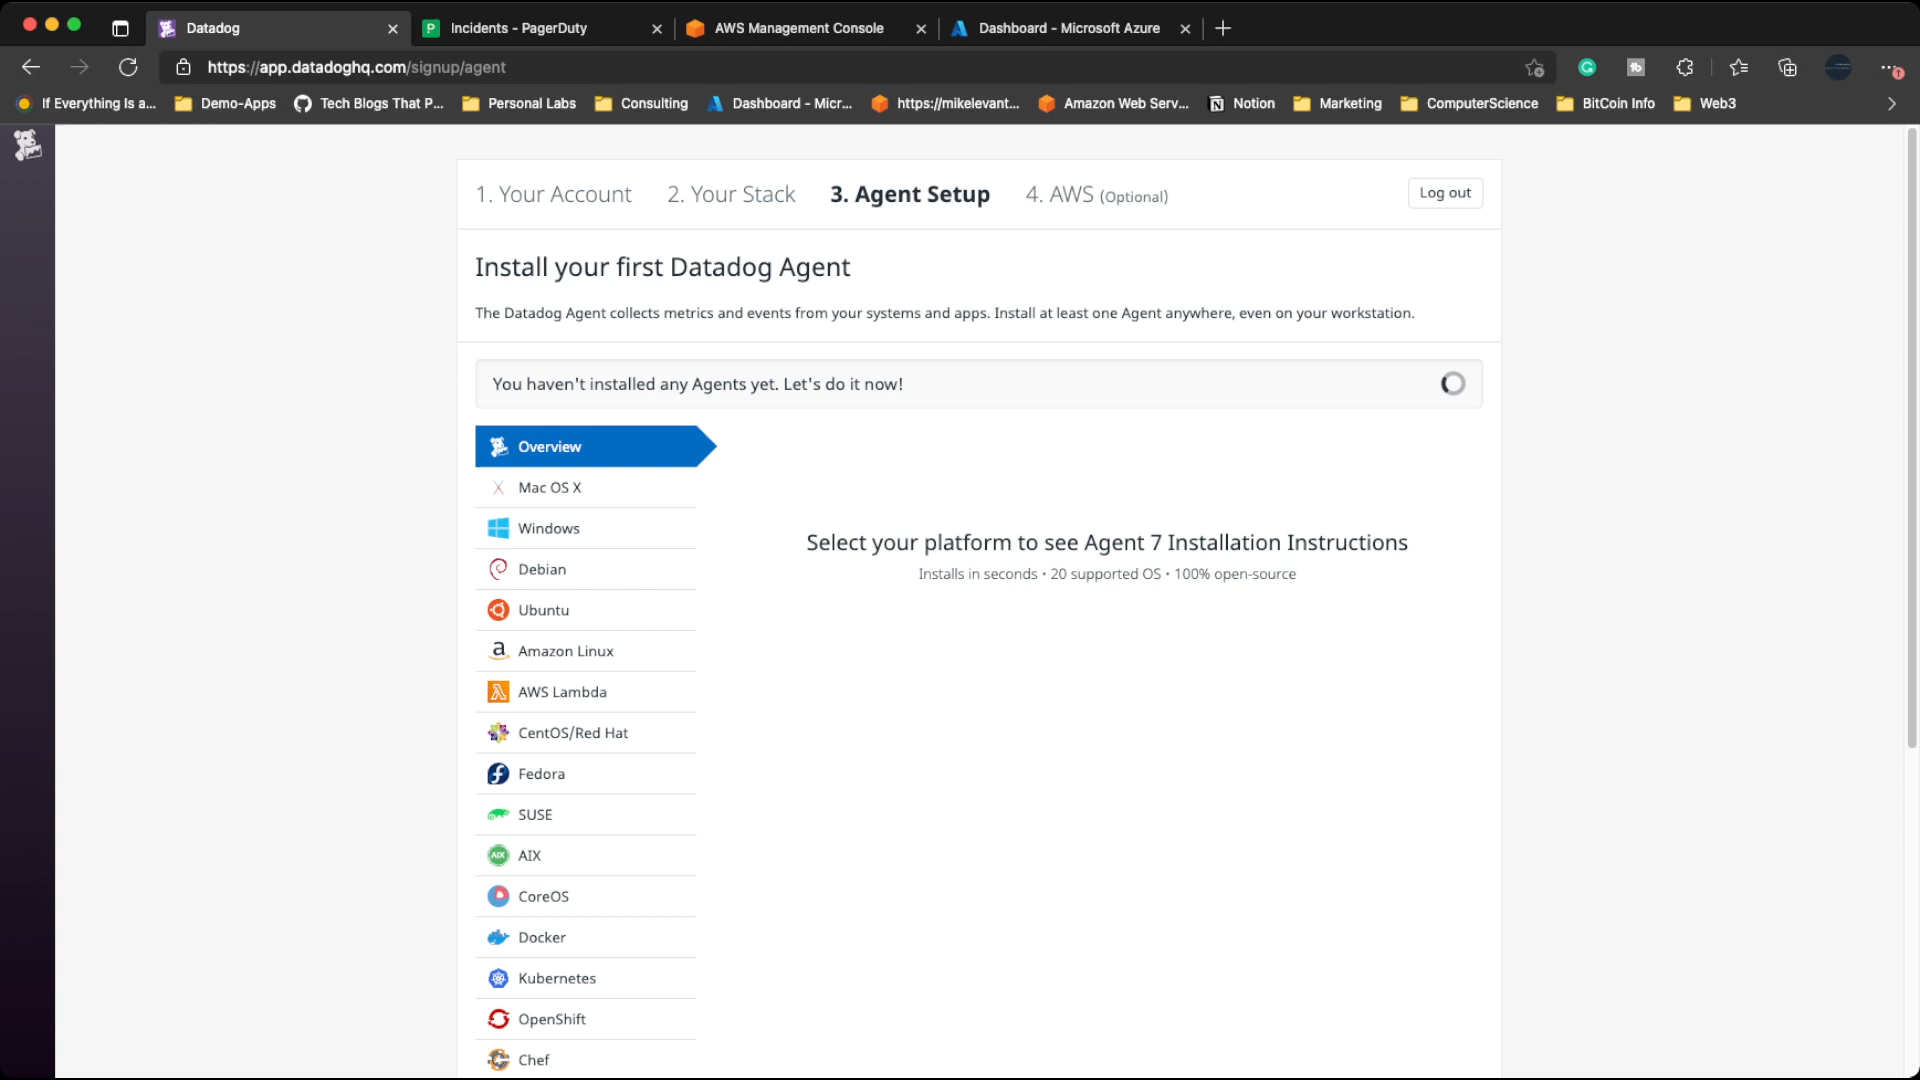 Datadog
Incidents - PagerDuty
AWS Management Console
Dashboard - Microsoft Azure
https://app.datadoghq.com/signup/agent
If Everything Is a...
Demo-Apps
Tech Blogs That P...
Personal Labs
Consulting
Dashboard - Micr...
https://mikelevant...
Amazon Web Serv...
Notion
Marketing
ComputerScience
BitCoin Info
Web3
1. Your Account
2. Your Stack
3. Agent Setup
4. AWS (Optional)
Log out
Install your first Datadog Agent
The Datadog Agent collects metrics and events from your systems and apps. Install at least one Agent anywhere, even on your workstation.
You haven't installed any Agents yet. Let's do it now!
Overview
Mac OS X
Windows
Debian
Ubuntu
Amazon Linux
AWS Lambda
CentOS/Red Hat
Fedora
SUSE
AIX
CoreOS
Docker
Kubernetes
OpenShift
Chef
Select your platform to see Agent 7 Installation Instructions
Installs in seconds • 20 supported OS • 100% open-source